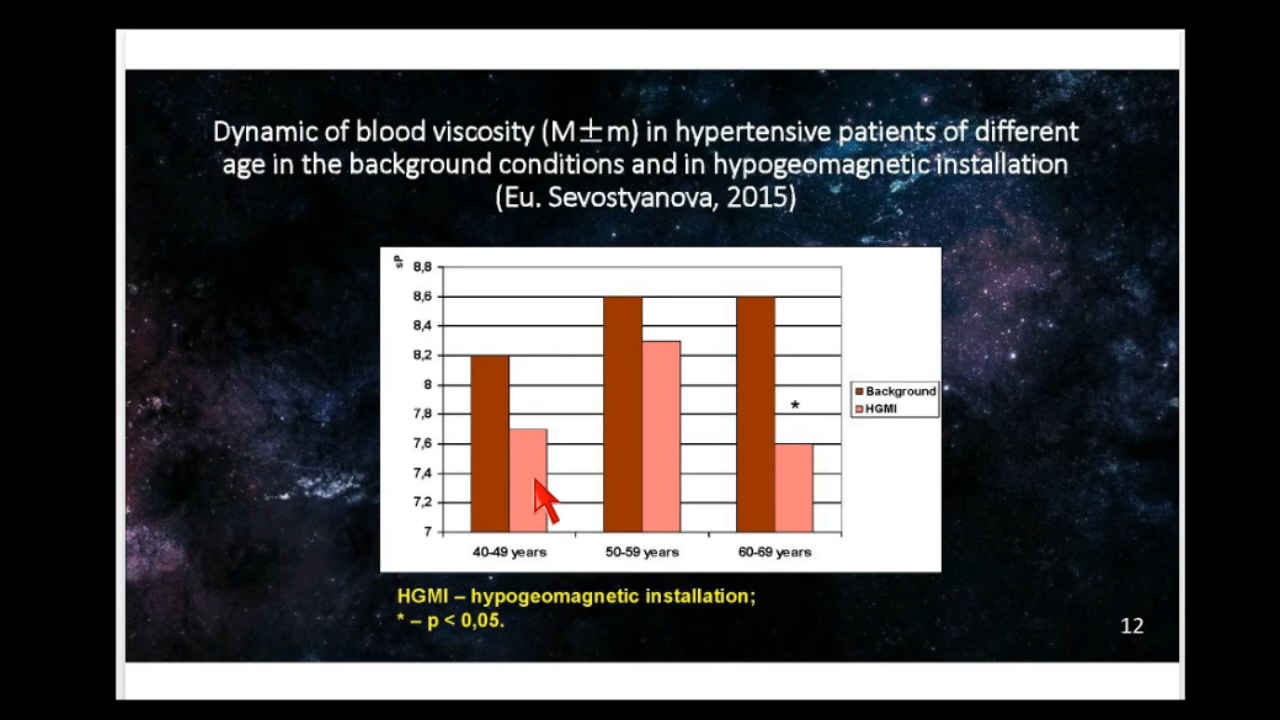 Dynamic of blood viscosity (M±m) in hypertensive patients of different
age in the background conditions and in hypogeomagnetic installation
(Eu. Sevostyanova, 2015)
sP
8,8
8,6
8,4
8,2
8
7,8
7,6
7,4
7,2
7
*
Background
HGMI
40-49 years
50-59 years
60-69 years
HGMI – hypogeomagnetic installation;
* – p < 0,05.
12